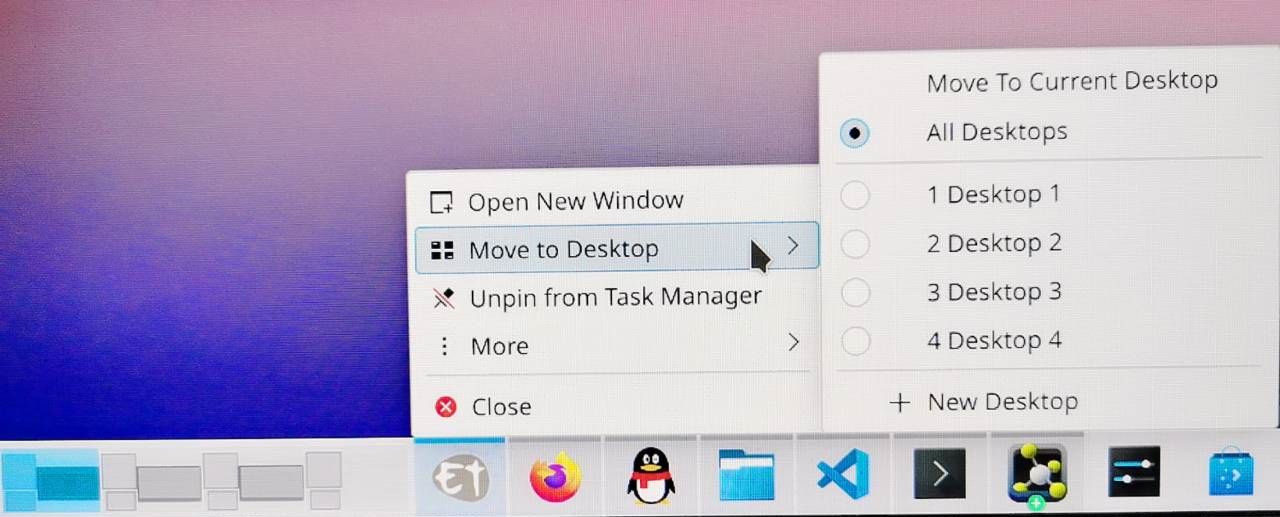 Move To Current Desktop
All Desktops
1 Desktop 1
2 Desktop 2
3 Desktop 3
4 Desktop 4
New Desktop
Open New Window
Move to Desktop
Unpin from Task Manager
More
Close
Et